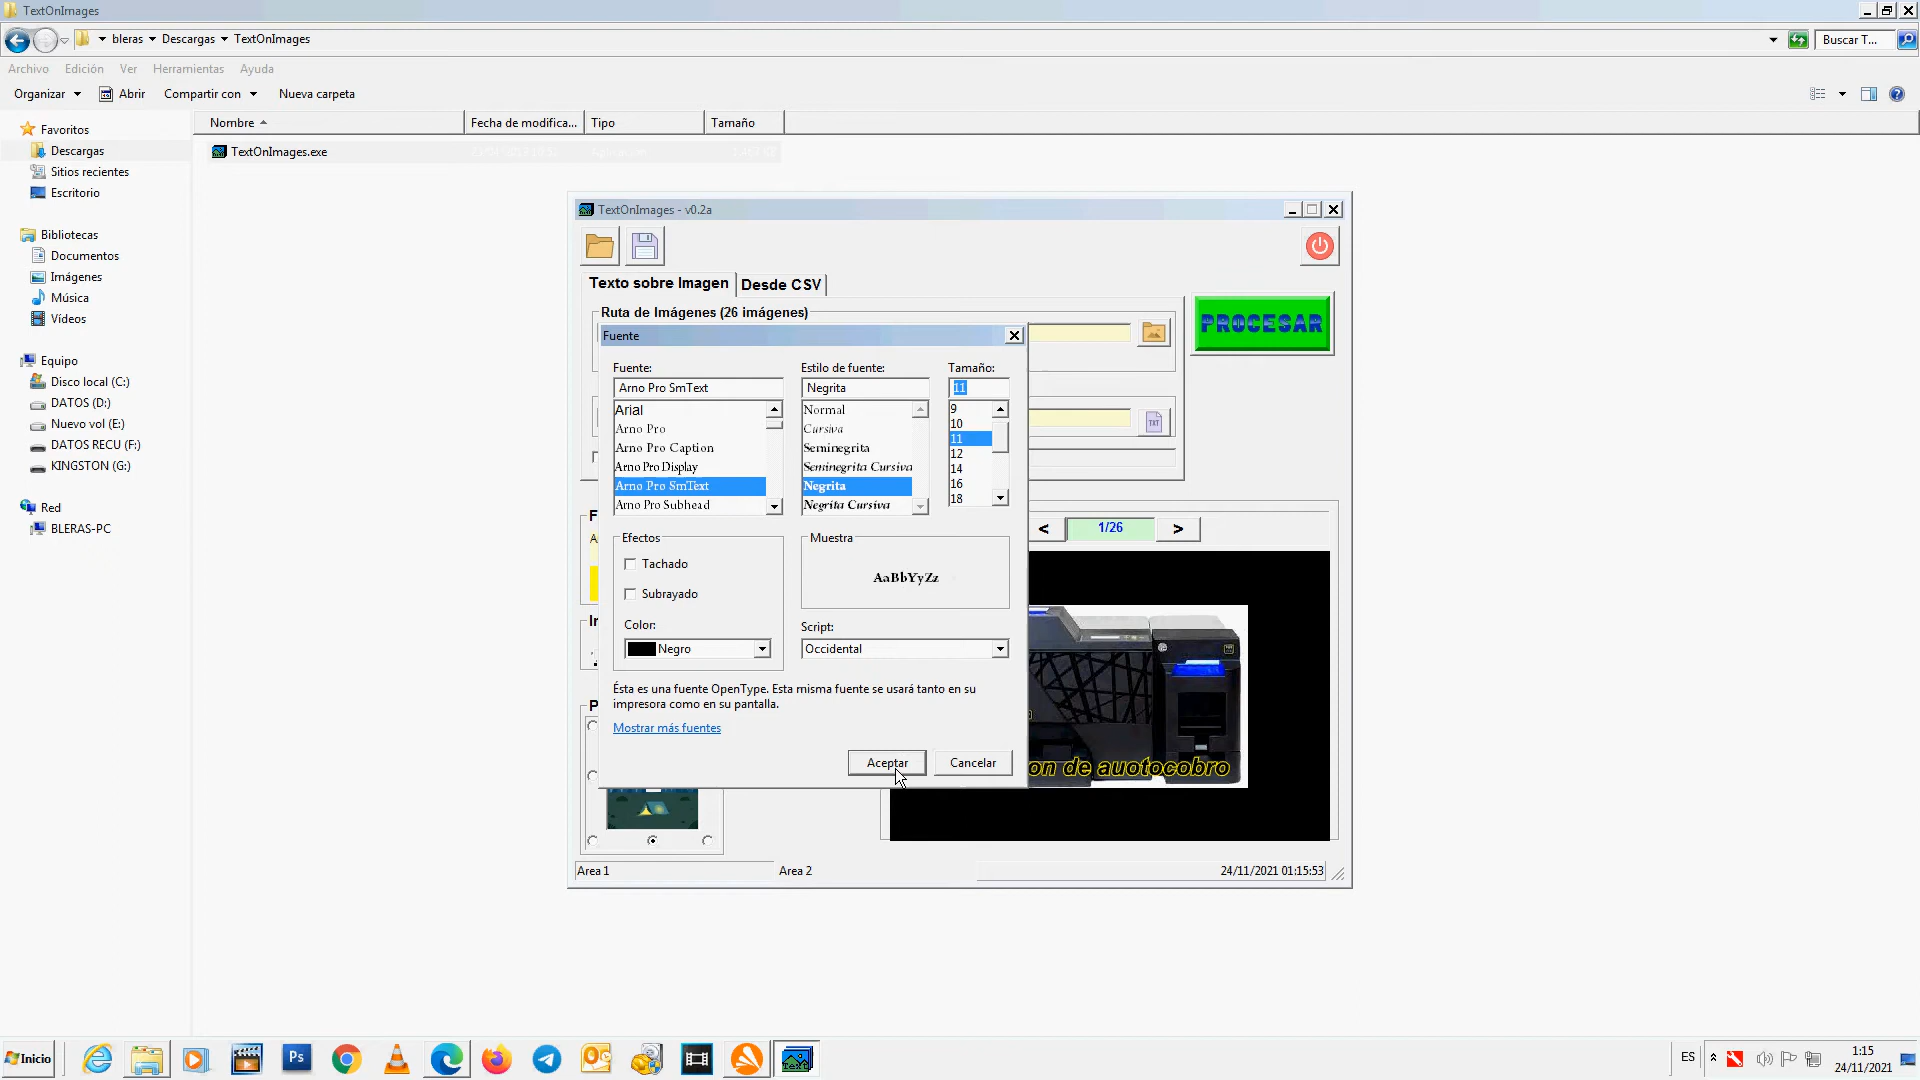 TextOnImages
bleras Descargas TextOnImages
Buscar T...
Archivo Edición Ver Herramientas Ayuda
Organizar Abrir Compartir con Nueva carpeta
Nombre Fecha de modifica... Tipo Tamaño
TextOnImages.exe
Favoritos
Descargas
Sitios recientes
Escritorio
Bibliotecas
Documentos
Imágenes
Música
Vídeos
Equipo
Disco local (C:)
DATOS (D:)
Nuevo vol (E:)
DATOS RECU (F:)
KINGSTON (G:)
Red
BLERAS-PC
TextOnImages - v0.2a
Texto sobre Imagen Desde CSV
Ruta de Imágenes (26 imágenes)
PROCESAR
TXT
Fuente
Fuente: Estilo de fuente: Tamaño:
Arno Pro SmText Negrita 11
Arial
Arno Pro
Arno Pro Caption
Arno Pro Display
Arno Pro SmText
Arno Pro Subhead
Normal
Cursiva
Seminegrita
Seminegrita Cursiva
Negrita
Negrita Cursiva
9
10
11
12
14
16
18
Efectos
Tachado
Subrayado
Color:
Negro
Muestra
AaBbYyZz
Script:
Occidental
Ésta es una fuente OpenType. Esta misma fuente se usará tanto en su
impresora como en su pantalla.
Mostrar más fuentes
Aceptar Cancelar
< 1/26 >
on de auotocobro
Area 1 Area 2 24/11/2021 01:15:53
Inicio
Ps
Text
ES
1:15
24/11/2021